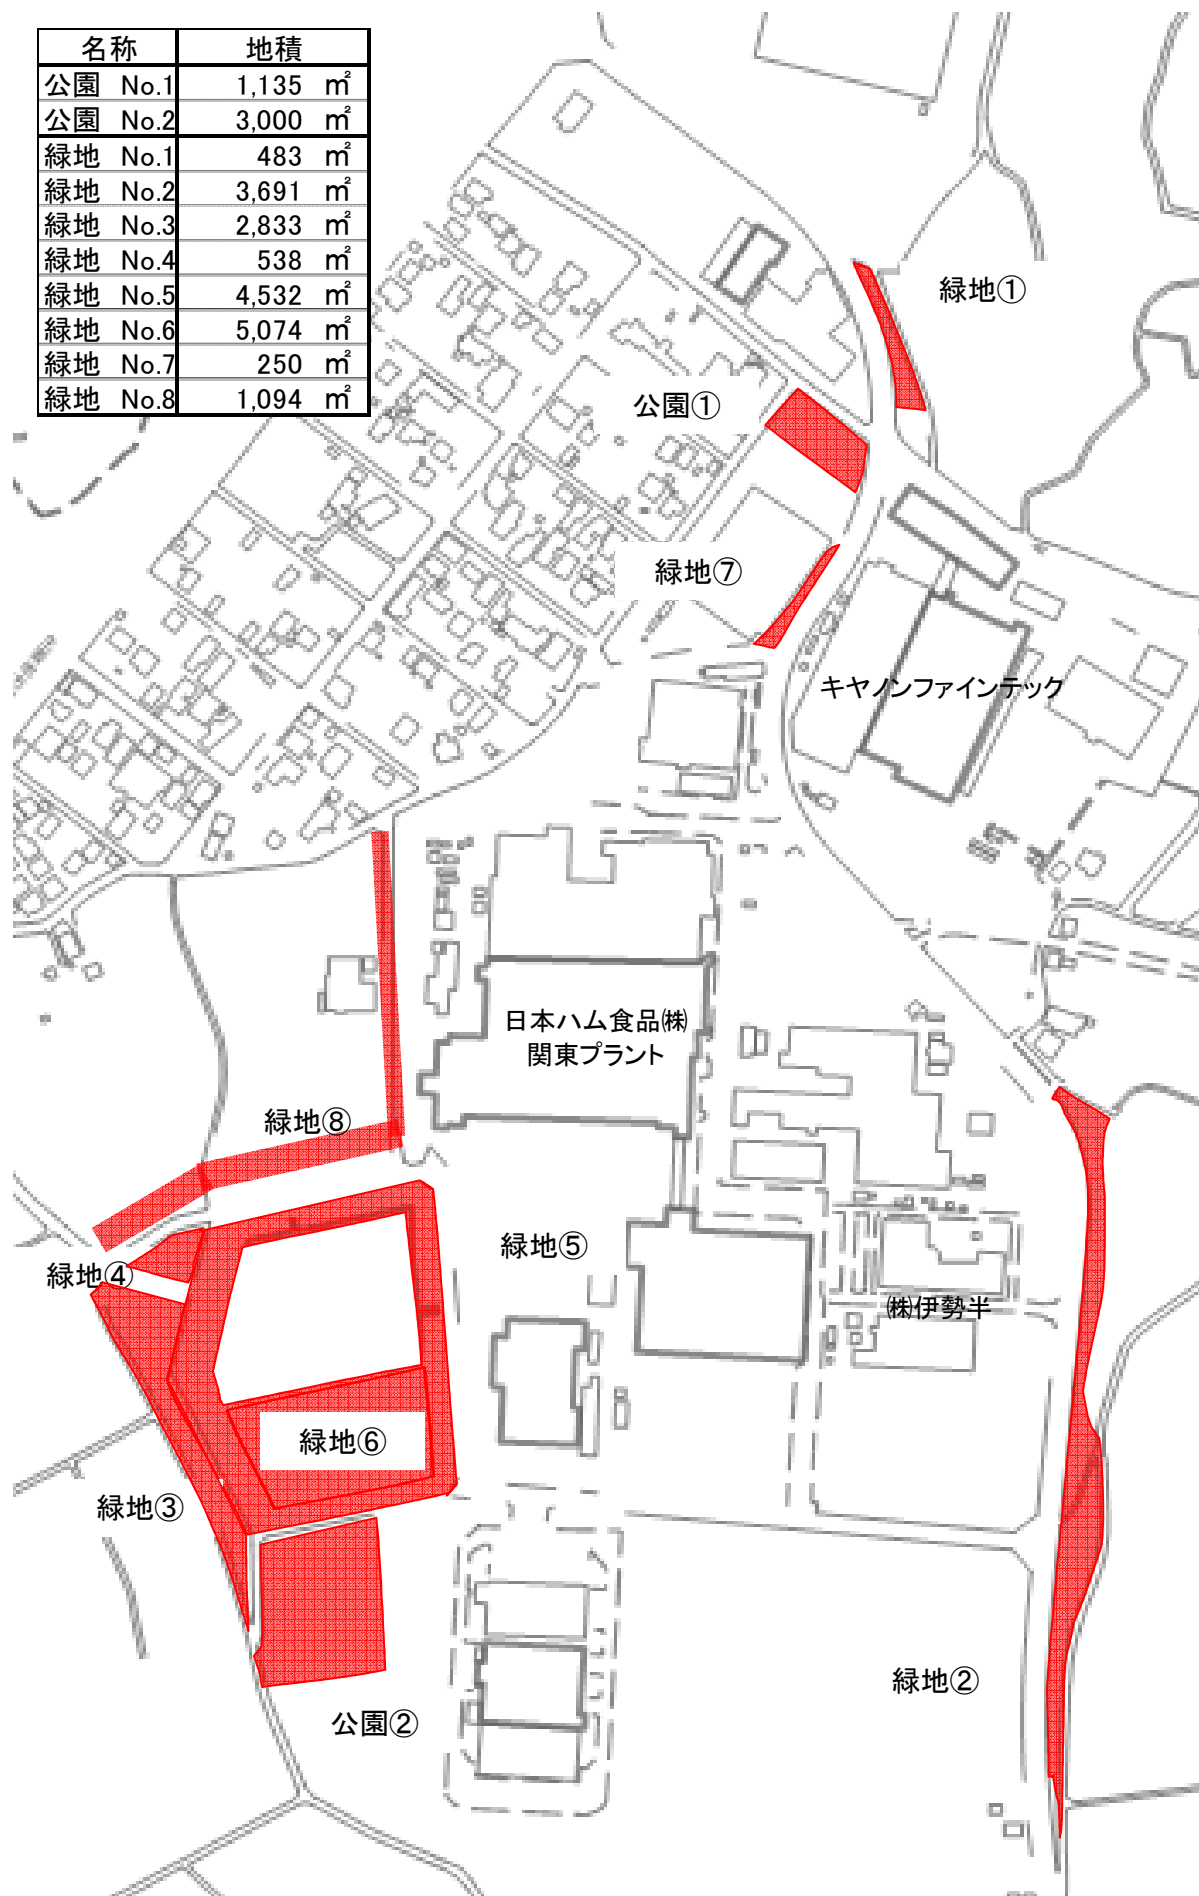 名称 地積
公園 No.1 1,135 ㎡
公園 No.2 3,000 ㎡
緑地 No.1 483 ㎡
緑地 No.2 3,691 ㎡
緑地 No.3 2,833 ㎡
緑地 No.4 538 ㎡
緑地 No.5 4,532 ㎡
緑地 No.6 5,074 ㎡
緑地 No.7 250 ㎡
緑地 No.8 1,094 ㎡
緑地①
公園①
緑地⑦
キヤノンファインテック
日本ハム食品㈱
関東プラント
緑地⑧
緑地⑤
緑地④
㈱伊勢半
緑地⑥
緑地③
緑地②
公園②